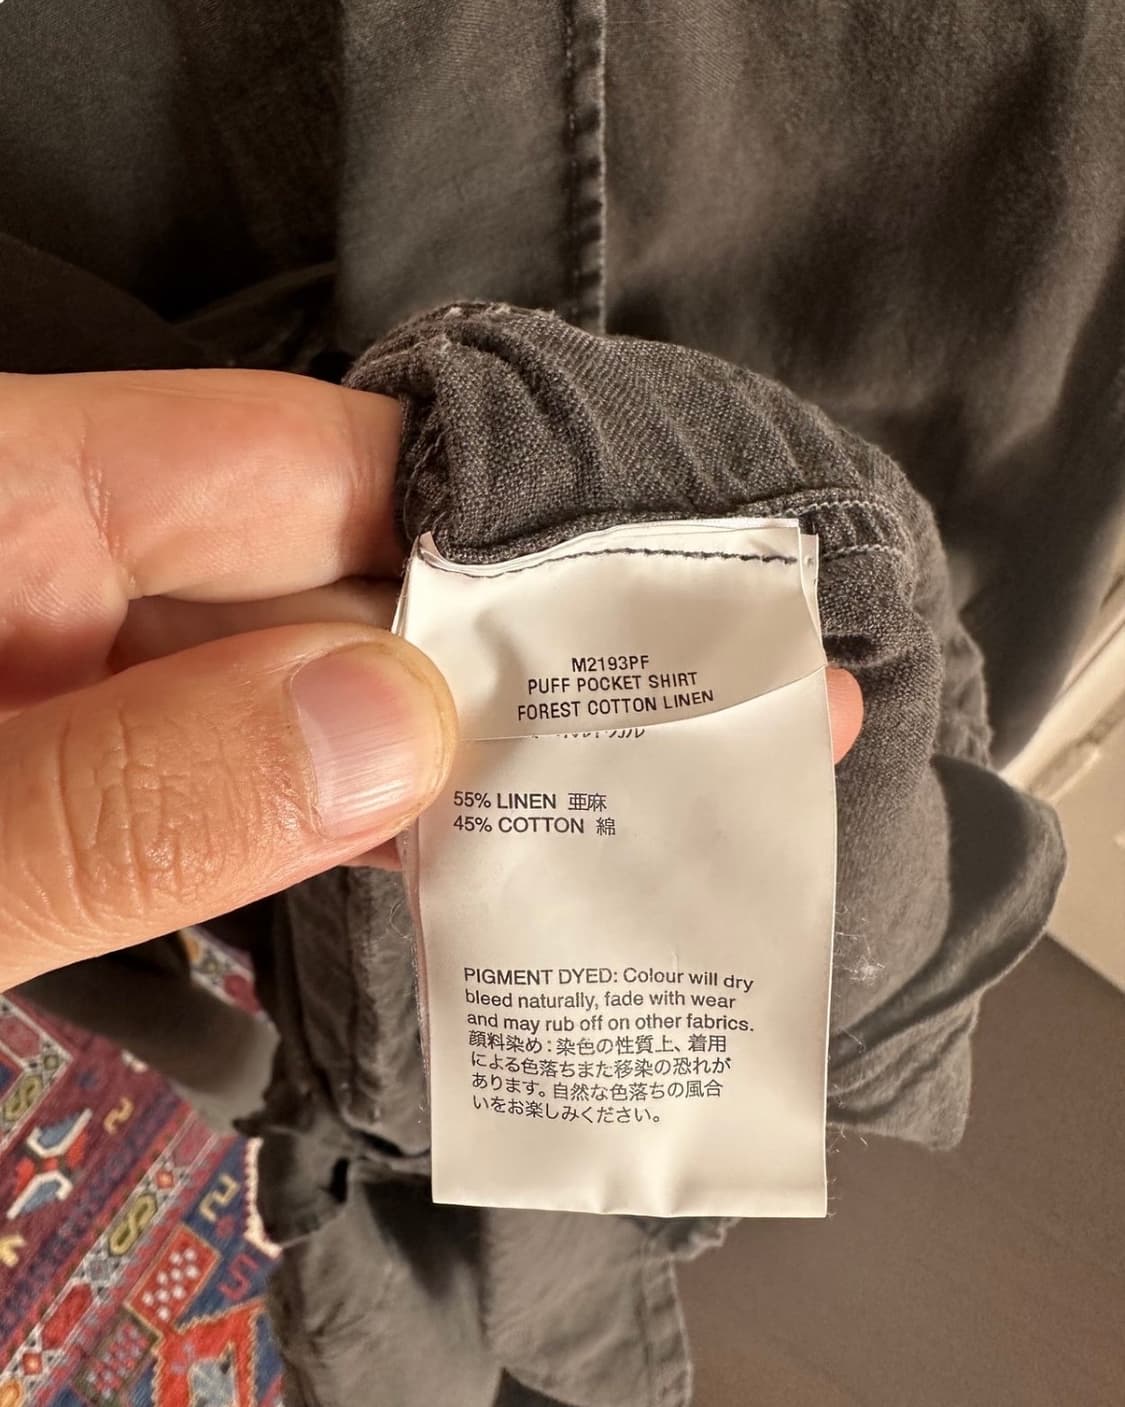 M2193PF
PUFF POCKET SHIRT
FOREST COTTON LINEN
55% LINEN 亜麻
45% COTTON 綿
PIGMENT DYED: Colour will dry
bleed naturally, fade with wear
and may rub off on other fabrics.
顔料染め：染色の性質上、着用
による色落ちまた移染の恐れが
あります。自然な色落ちの風合
いをお楽しみください。